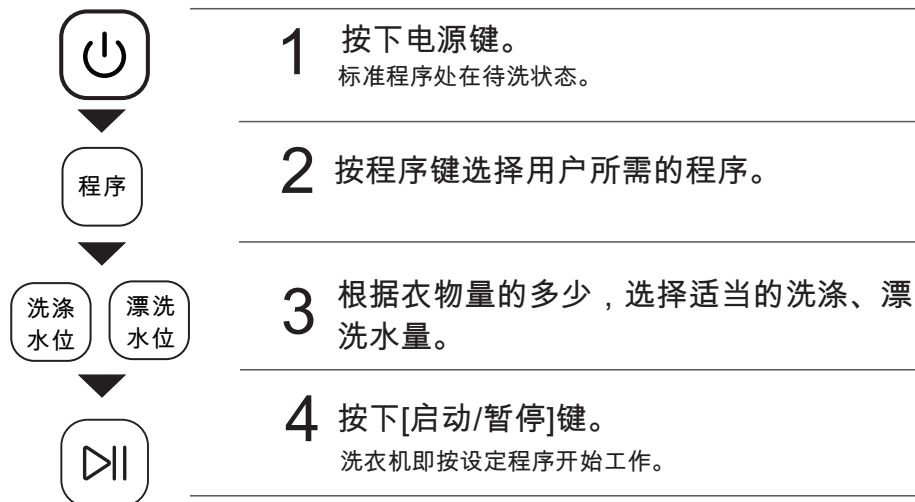 1 按下电源键。
标准程序处在待洗状态。
程序
2 按程序键选择用户所需的程序。
洗涤
水位
漂洗
水位
3 根据衣物量的多少，选择适当的洗涤、漂
洗水量。
4 按下[启动/暂停]键。
洗衣机即按设定程序开始工作。